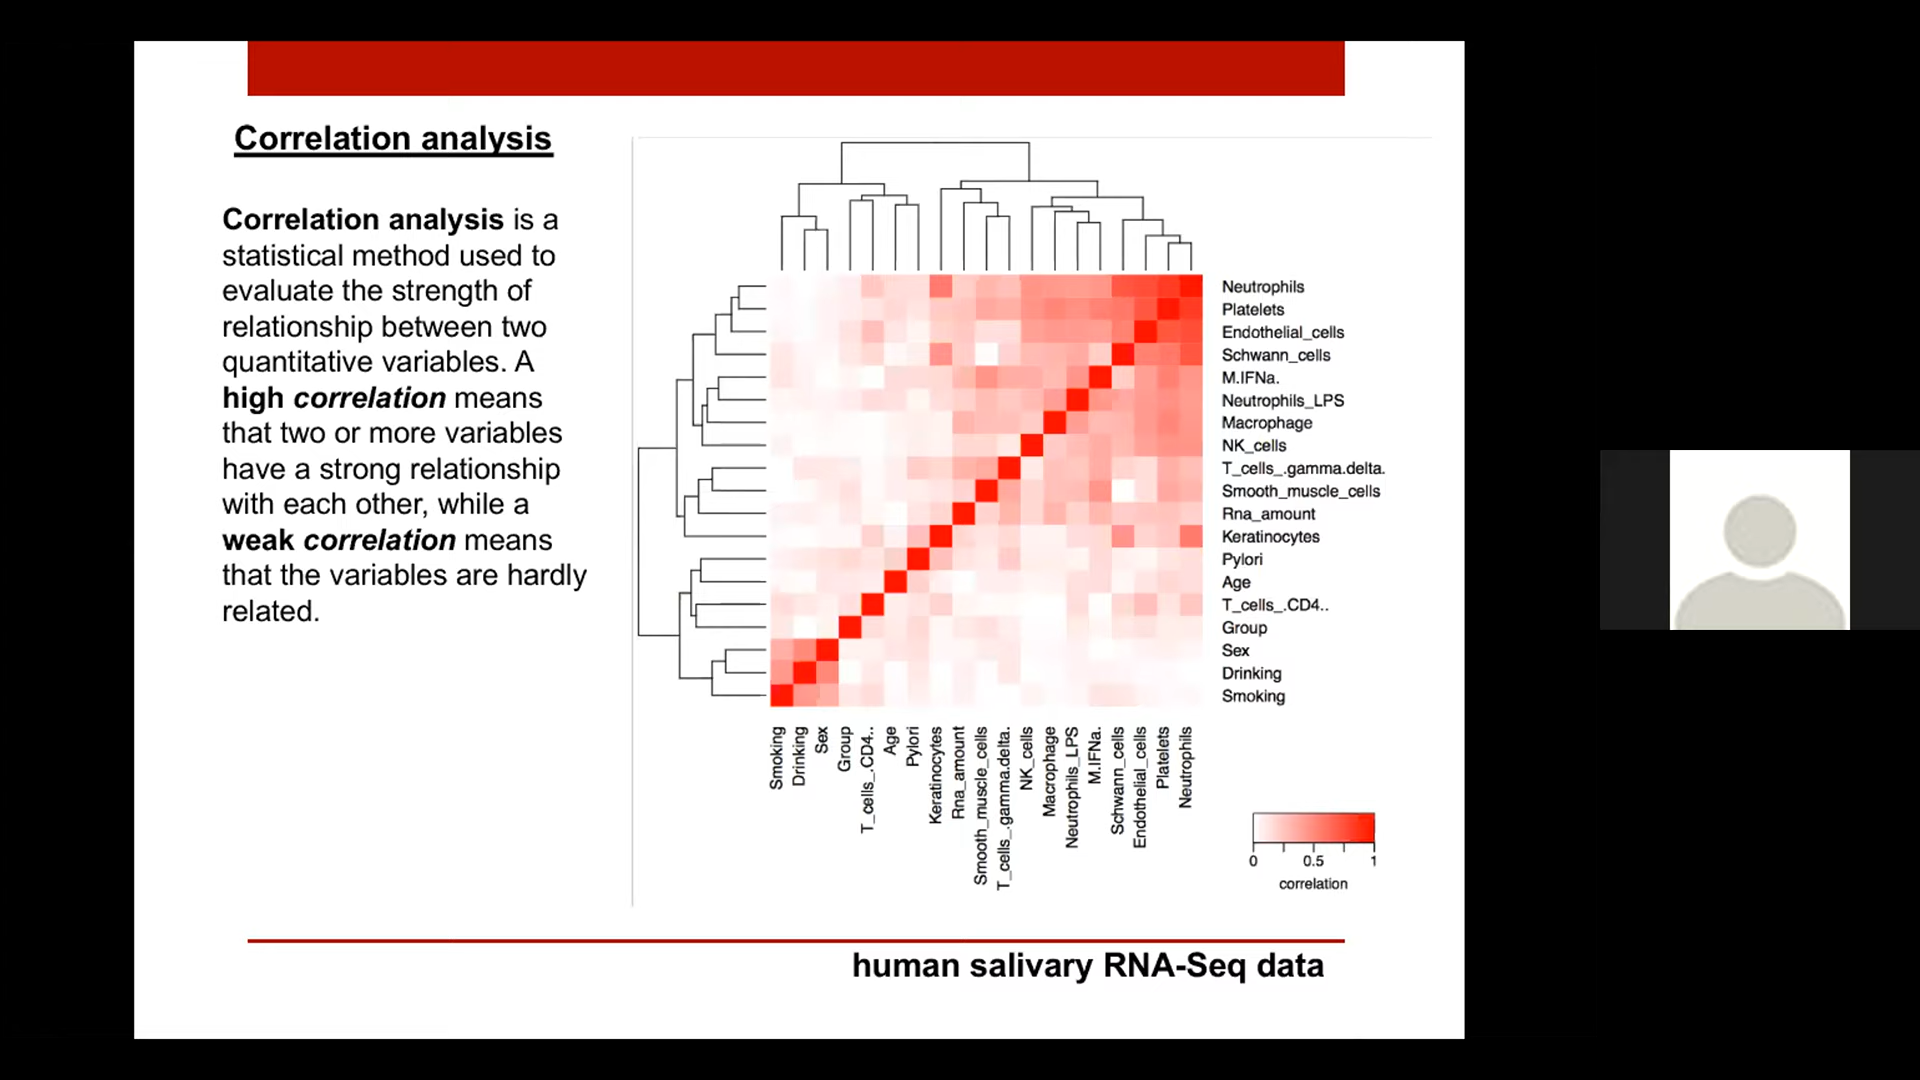 Correlation analysis
Correlation analysis is a
statistical method used to
evaluate the strength of
relationship between two
quantitative variables. A
high correlation means
that two or more variables
have a strong relationship
with each other, while a
weak correlation means
that the variables are hardly
related.
Neutrophils
Platelets
Endothelial_cells
Schwann_cells
M.IFNa.
Neutrophils_LPS
Macrophage
NK_cells
T_cells_.gamma.delta.
Smooth_muscle_cells
Rna_amount
Keratinocytes
Pylori
Age
T_cells_.CD4..
Group
Sex
Drinking
Smoking
Smoking
Drinking
Sex
Group
T_cells_.CD4..
Age
Pylori
Keratinocytes
Rna_amount
Smooth_muscle_cells
T_cells_.gamma.delta.
NK_cells
Macrophage
Neutrophils_LPS
M.IFNa.
Schwann_cells
Endothelial_cells
Platelets
Neutrophils
0 0.5 1
correlation
human salivary RNA-Seq data